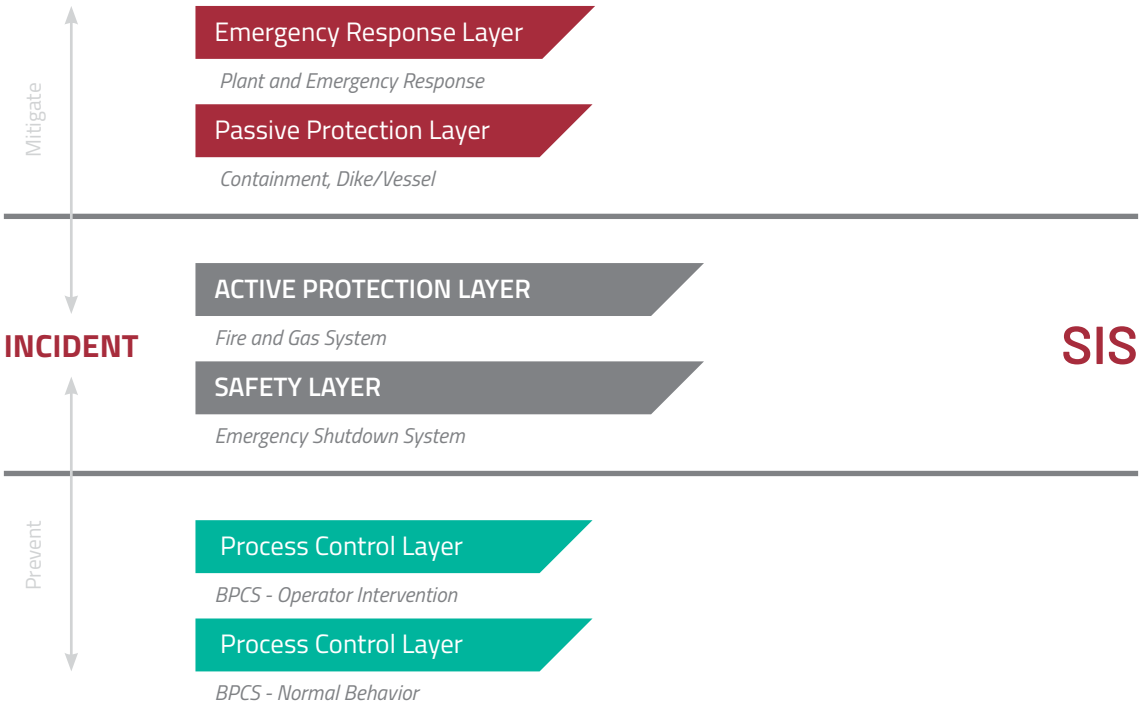 Emergency Response Layer
Plant and Emergency Response
Mitigate
Passive Protection Layer
Containment, Dike/Vessel
ACTIVE PROTECTION LAYER
Fire and Gas System
INCIDENT
SIS
SAFETY LAYER
Emergency Shutdown System
Prevent
Process Control Layer
BPCS - Operator Intervention
Process Control Layer
BPCS - Normal Behavior